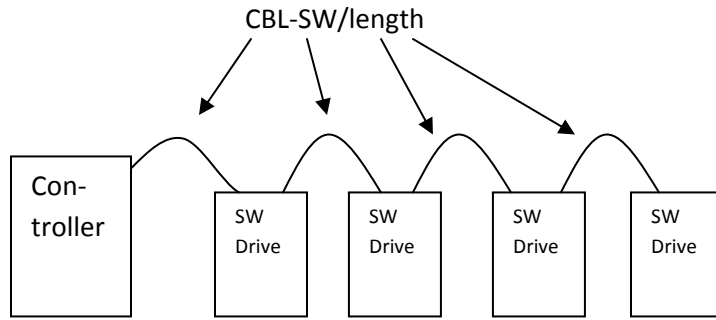 CBL-SW/length
Con-
troller
SW
Drive
SW
Drive
SW
Drive
SW
Drive